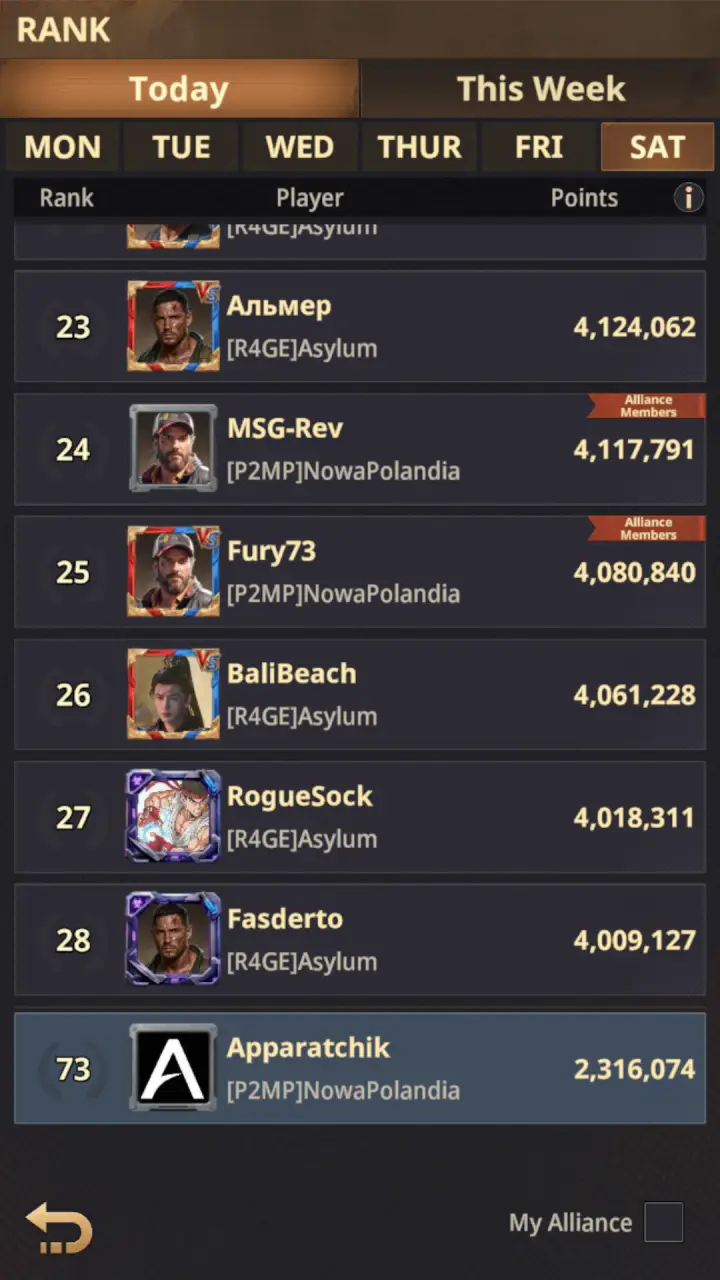 RANK
Today
This Week
MON
TUE
WED
THUR
FRI
SAT
Rank
Player
Points
i
[R4GE]Asylum
23
VS
Альмер
[R4GE]Asylum
4,124,062
24
MSG-Rev
[P2MP]NowaPolandia
Alliance
Members
4,117,791
25
VS
Fury73
[P2MP]NowaPolandia
Alliance
Members
4,080,840
26
VS
BaliBeach
[R4GE]Asylum
4,061,228
27
RogueSock
[R4GE]Asylum
4,018,311
28
Fasderto
[R4GE]Asylum
4,009,127
73
A
Apparatchik
[P2MP]NowaPolandia
2,316,074
My Alliance